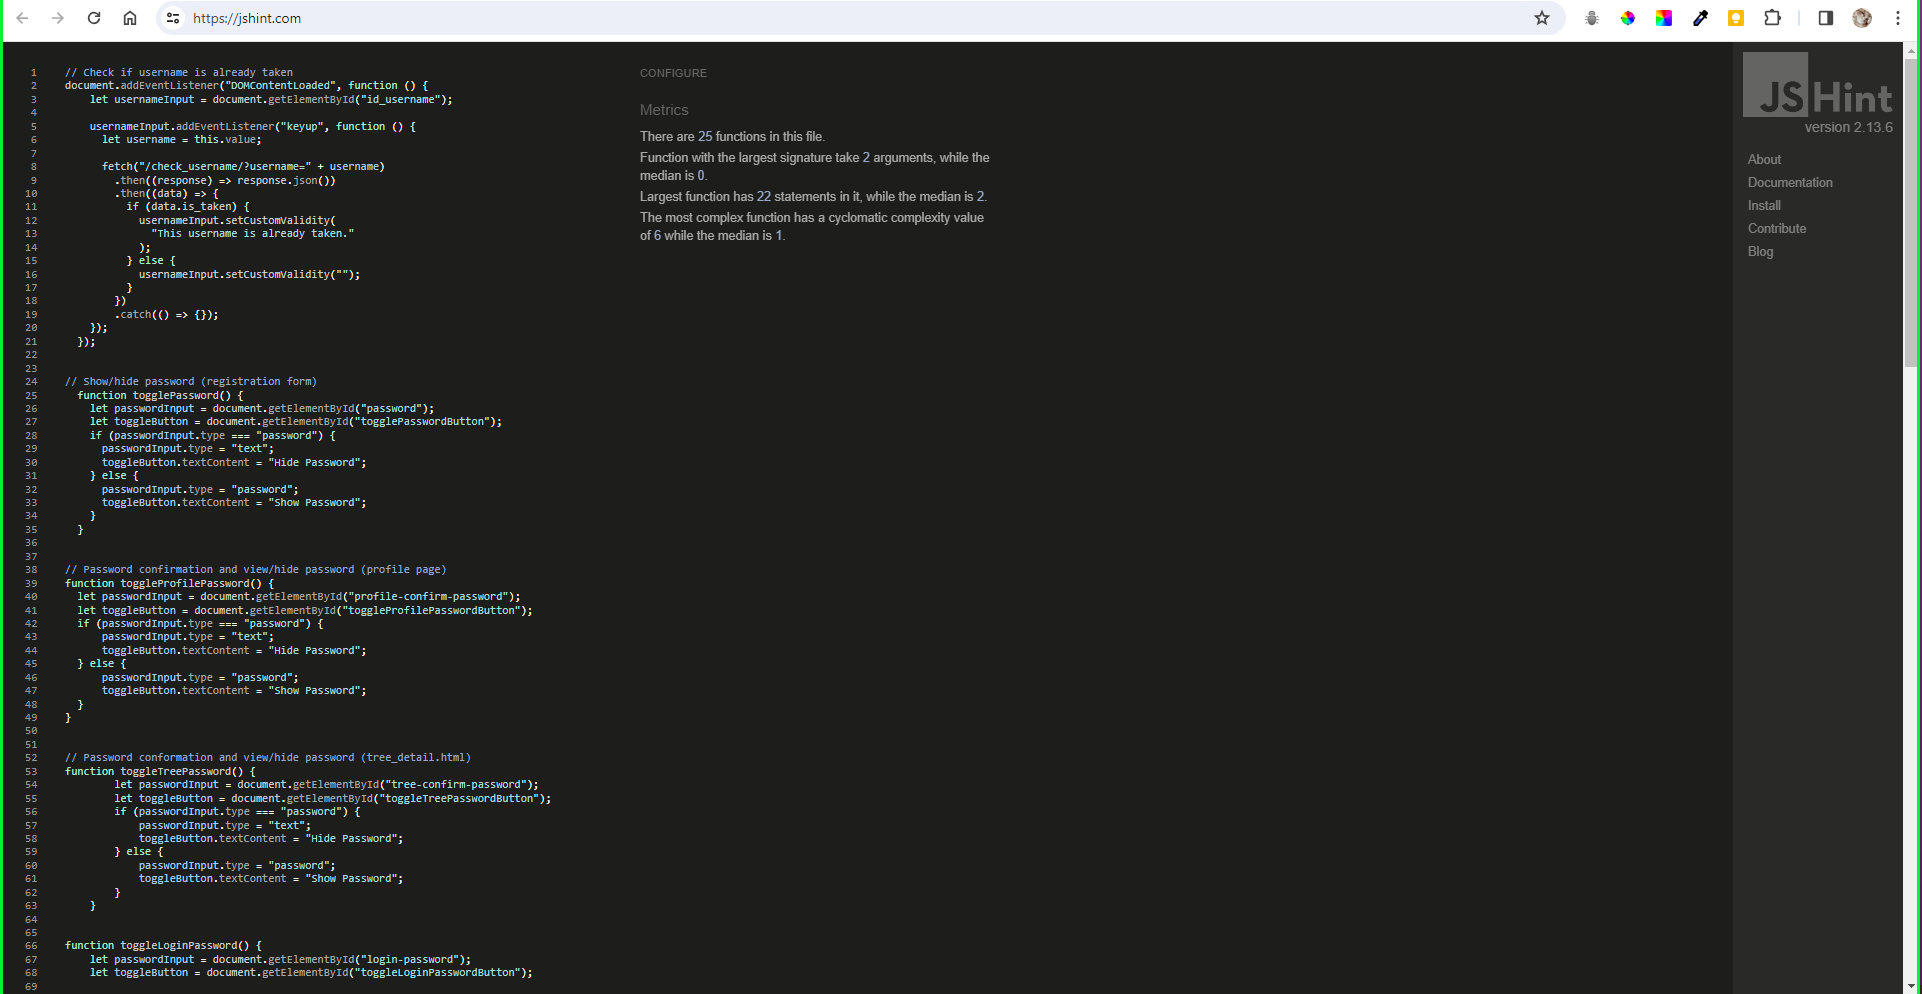 https://jshint.com
1 // Check if username is already taken
2 document.addEventListener("DOMContentLoaded", function () {
3 let usernameInput = document.getElementById("id_username");
4
5 usernameInput.addEventListener("keyup", function () {
6 let username = this.value;
7
8 fetch("/check_username/?username=" + username)
9 .then((response) => response.json())
10 .then((data) => {
11 if (data.is_taken) {
12 usernameInput.setCustomValidity(
13 "This username is already taken."
14 );
15 } else {
16 usernameInput.setCustomValidity("");
17 }
18 })
19 .catch(() => {});
20 });
21 });
22
23
24 // Show/hide password (registration form)
25 function togglePassword() {
26 let passwordInput = document.getElementById("password");
27 let toggleButton = document.getElementById("togglePasswordButton");
28 if (passwordInput.type === "password") {
29 passwordInput.type = "text";
30 toggleButton.textContent = "Hide Password";
31 } else {
32 passwordInput.type = "password";
33 toggleButton.textContent = "Show Password";
34 }
35 }
36
37
38 // Password confirmation and view/hide password (profile page)
39 function toggleProfilePassword() {
40 let passwordInput = document.getElementById("profile-confirm-password");
41 let toggleButton = document.getElementById("toggleProfilePasswordButton");
42 if (passwordInput.type === "password") {
43 passwordInput.type = "text";
44 toggleButton.textContent = "Hide Password";
45 } else {
46 passwordInput.type = "password";
47 toggleButton.textContent = "Show Password";
48 }
49 }
50
51
52 // Password conformation and view/hide password (tree_detail.html)
53 function toggleTreePassword() {
54 let passwordInput = document.getElementById("tree-confirm-password");
55 let toggleButton = document.getElementById("toggleTreePasswordButton");
56 if (passwordInput.type === "password") {
57 passwordInput.type = "text";
58 toggleButton.textContent = "Hide Password";
59 } else {
60 passwordInput.type = "password";
61 toggleButton.textContent = "Show Password";
62 }
63 }
64
65
66 function toggleLoginPassword() {
67 let passwordInput = document.getElementById("login-password");
68 let toggleButton = document.getElementById("toggleLoginPasswordButton");
69
CONFIGURE
Metrics
There are 25 functions in this file.
Function with the largest signature take 2 arguments, while the
median is 0.
Largest function has 22 statements in it, while the median is 2.
The most complex function has a cyclomatic complexity value
of 6 while the median is 1.
JSHint
version 2.13.6
About
Documentation
Install
Contribute
Blog